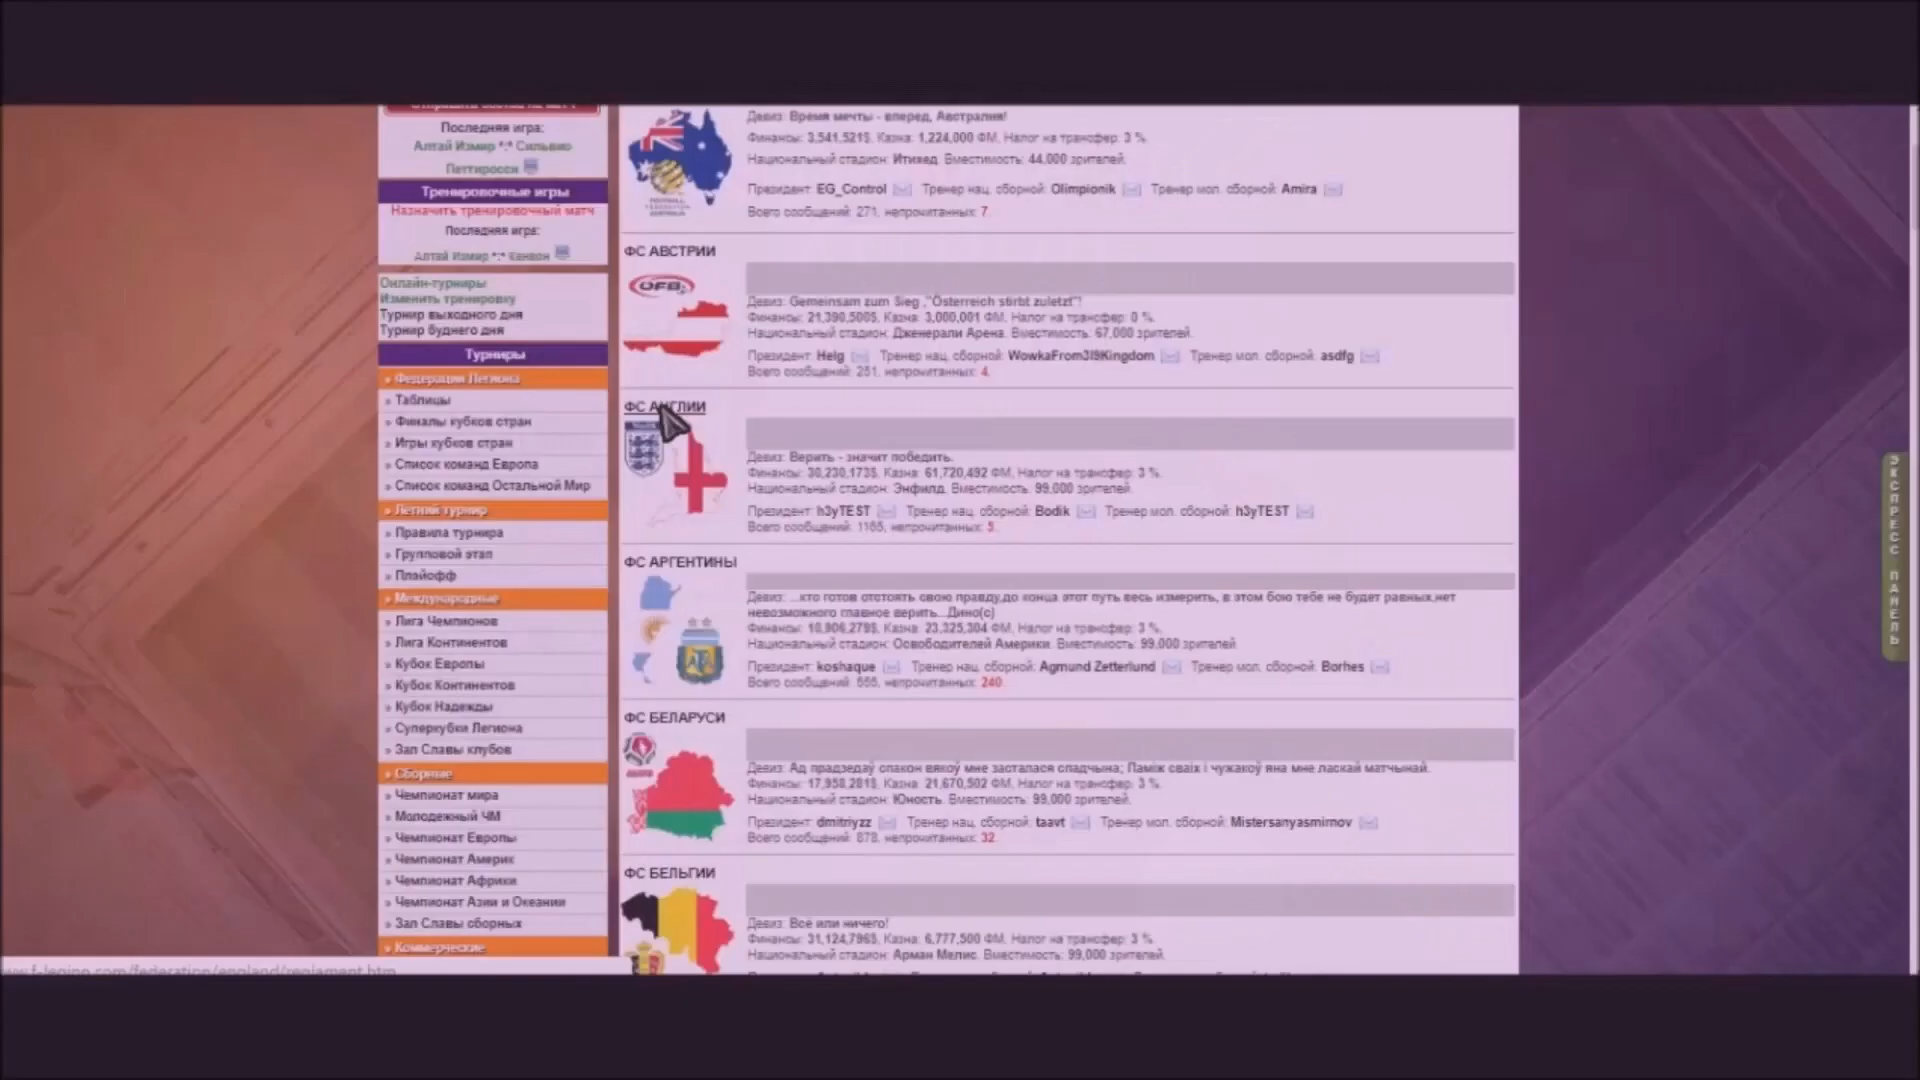 Последняя игра:
Алтай Измир *:* Сильвио
Петтиросси
Тренировочные игры
Назначить тренировочный матч
Последняя игра:
Алтай Измир *:* Канвон
Онлайн-турниры
Изменить тренировку
Турнир выходного дня
Турнир буднего дня
Турниры
» Федерации Легиона
» Таблицы
» Финалы кубков стран
» Игры кубков стран
» Список команд Европа
» Список команд Остальной Мир
» Летний турнир
» Правила турнира
» Групповой этап
» Плэйофф
» Международные
» Лига Чемпионов
» Лига Континентов
» Кубок Европы
» Кубок Континентов
» Кубок Надежды
» Суперкубки Легиона
» Зал Славы клубов
» Сборные
» Чемпионат мира
» Молодежный ЧМ
» Чемпионат Европы
» Чемпионат Америк
» Чемпионат Африки
» Чемпионат Азии и Океании
» Зал Славы сборных
» Коммерческие
Девиз: Время мечты - вперед, Австралия!
Финансы: 3,541,521$, Казна: 1,224,000 ФМ, Налог на трансфер: 3 %.
Национальный стадион: Итихед. Вместимость: 44,000 зрителей.
Президент: EG_Control Тренер нац. сборной: Olimpionik Тренер мол. сборной: Amira
Всего сообщений: 271, непрочитанных: 7.
ФС АВСТРИИ
Девиз: Gemeinsam zum Sieg ,"Österreich stirbt zuletzt"!
Финансы: 21,390,500$, Казна: 3,000,001 ФМ, Налог на трансфер: 0 %.
Национальный стадион: Дженерали Арена. Вместимость: 67,000 зрителей.
Президент: Helg Тренер нац. сборной: WowkaFrom3l9Kingdom Тренер мол. сборной: asdfg
Всего сообщений: 251, непрочитанных: 4.
ФС АНГЛИИ
Девиз: Верить - значит победить.
Финансы: 30,230,173$, Казна: 61,720,492 ФМ, Налог на трансфер: 3 %.
Национальный стадион: Энфилд. Вместимость: 99,000 зрителей.
Президент: h3yTEST Тренер нац. сборной: Bodik Тренер мол. сборной: h3yTEST
Всего сообщений: 1165, непрочитанных: 5.
ФС АРГЕНТИНЫ
Девиз: ...кто готов отстоять свою правду,до конца этот путь весь измерить, в этом бою тебе не будет равных,нет
невозможного главное верить...Дино(с)
Финансы: 10,906,279$, Казна: 23,325,304 ФМ, Налог на трансфер: 3 %.
Национальный стадион: Освободителей Америки. Вместимость: 99,000 зрителей.
Президент: koshaque Тренер нац. сборной: Agmund Zetterlund Тренер мол. сборной: Borhes
Всего сообщений: непрочитанных: 240.
ФС БЕЛАРУСИ
Девиз: Ад прадзедаў спакон вякоў мне засталася спадчына; Паміж сваіх і чужакоў яна мне ласкай матчынай.
Финансы: 17,958,281$, Казна: 21,670,502 ФМ, Налог на трансфер: 3 %.
Национальный стадион: Юность. Вместимость: 99,000 зрителей.
Президент: dmitriyzz Тренер нац. сборной: taavt Тренер мол. сборной: Mistersanyasmirnov
Всего сообщений: 878, непрочитанных: 32.
ФС БЕЛЬГИИ
Девиз: Всё или ничего!
Финансы: 31,124,796$, Казна: 6,777,500 ФМ, Налог на трансфер: 3 %.
Национальный стадион: Арман Мелис. Вместимость: 99,000 зрителей.
ЭКСПРЕСС ПАНЕЛЬ